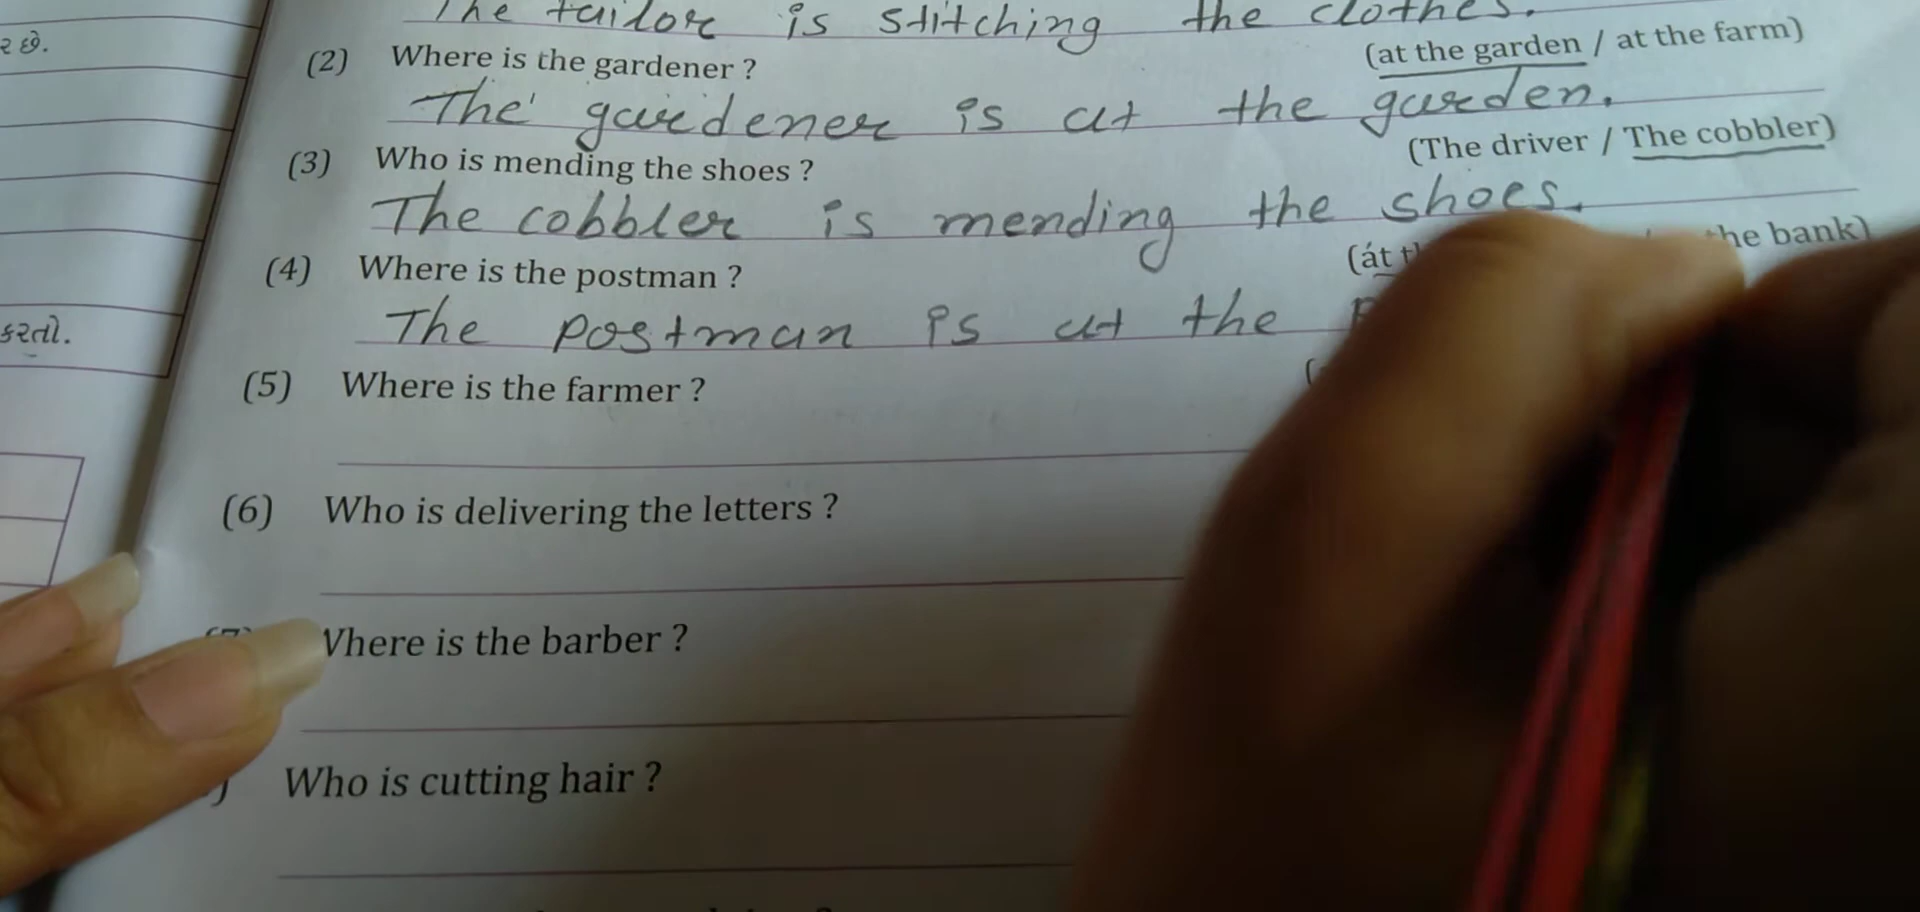 The tailor is stitching the clothes.
ર છે.
(2) Where is the gardener ? (at the garden / at the farm)
The gardener is at the garden.
(3) Who is mending the shoes ? (The driver / The cobbler)
The cobbler is mending the shoes.
(4) Where is the postman ? (at the bank)
The postman is at the
કરતો.
(5) Where is the farmer ?
(6) Who is delivering the letters ?
Where is the barber ?
Who is cutting hair ?